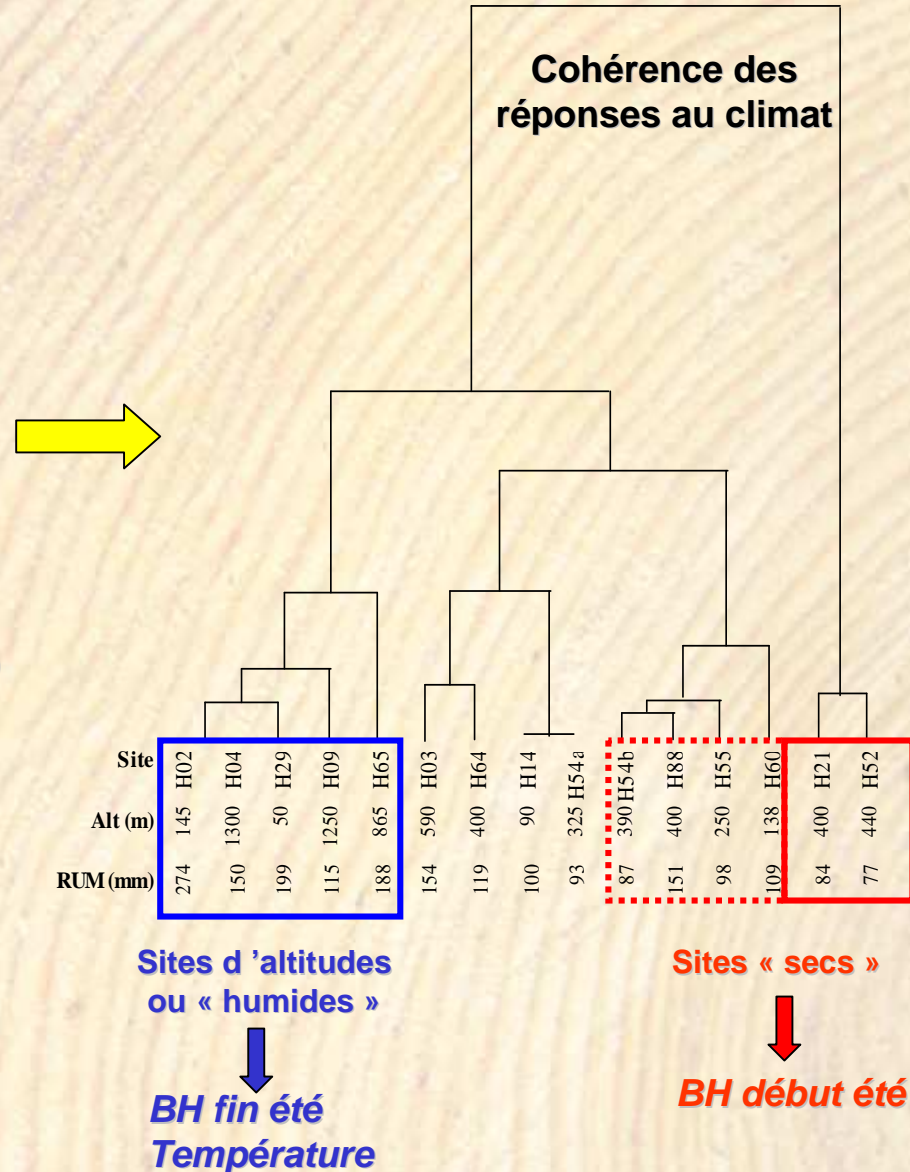 Cohérence des
réponses au climat
Site H02 H04 H29 H09 H65 H03 H64 H14 H54a H54b H88 H55 H60 H21 H52
Alt (m) 145 1300 50 1250 865 590 400 90 325 390 400 250 138 400 440
RUM (mm) 274 150 199 115 188 154 119 100 93 87 151 98 109 84 77
Sites d ’altitudes
ou « humides »
BH fin été
Température
Sites « secs »
BH début été